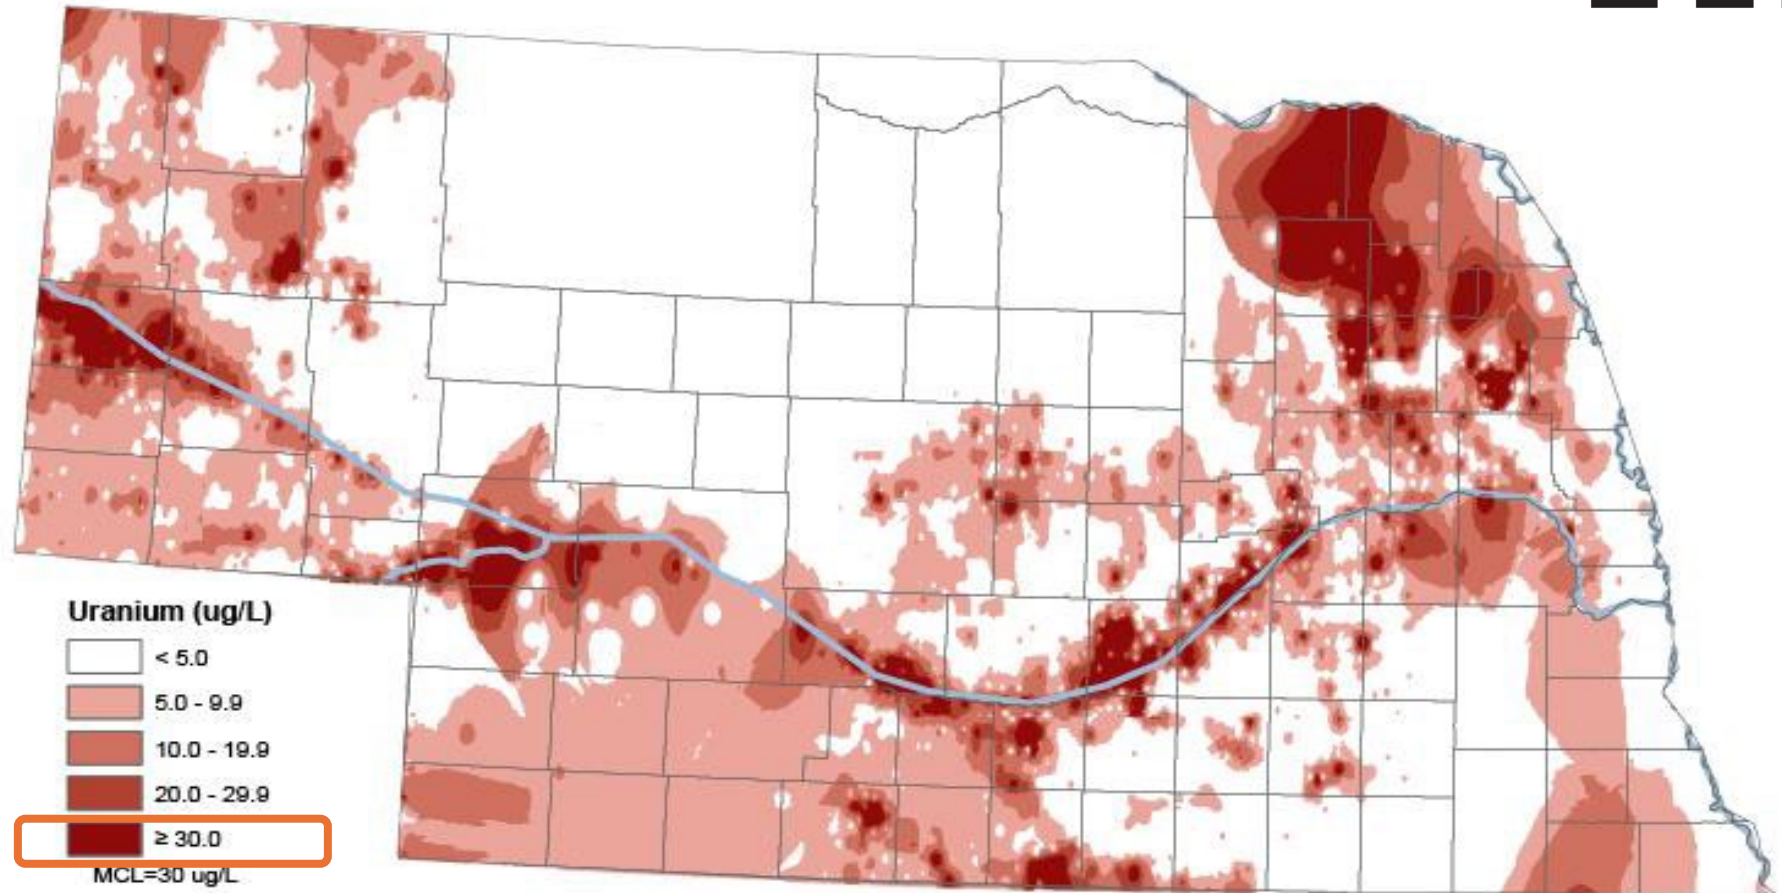 Uranium (ug/L)
< 5.0
5.0 - 9.9
10.0 - 19.9
20.0 - 29.9
≥ 30.0
MCL=30 ug/L